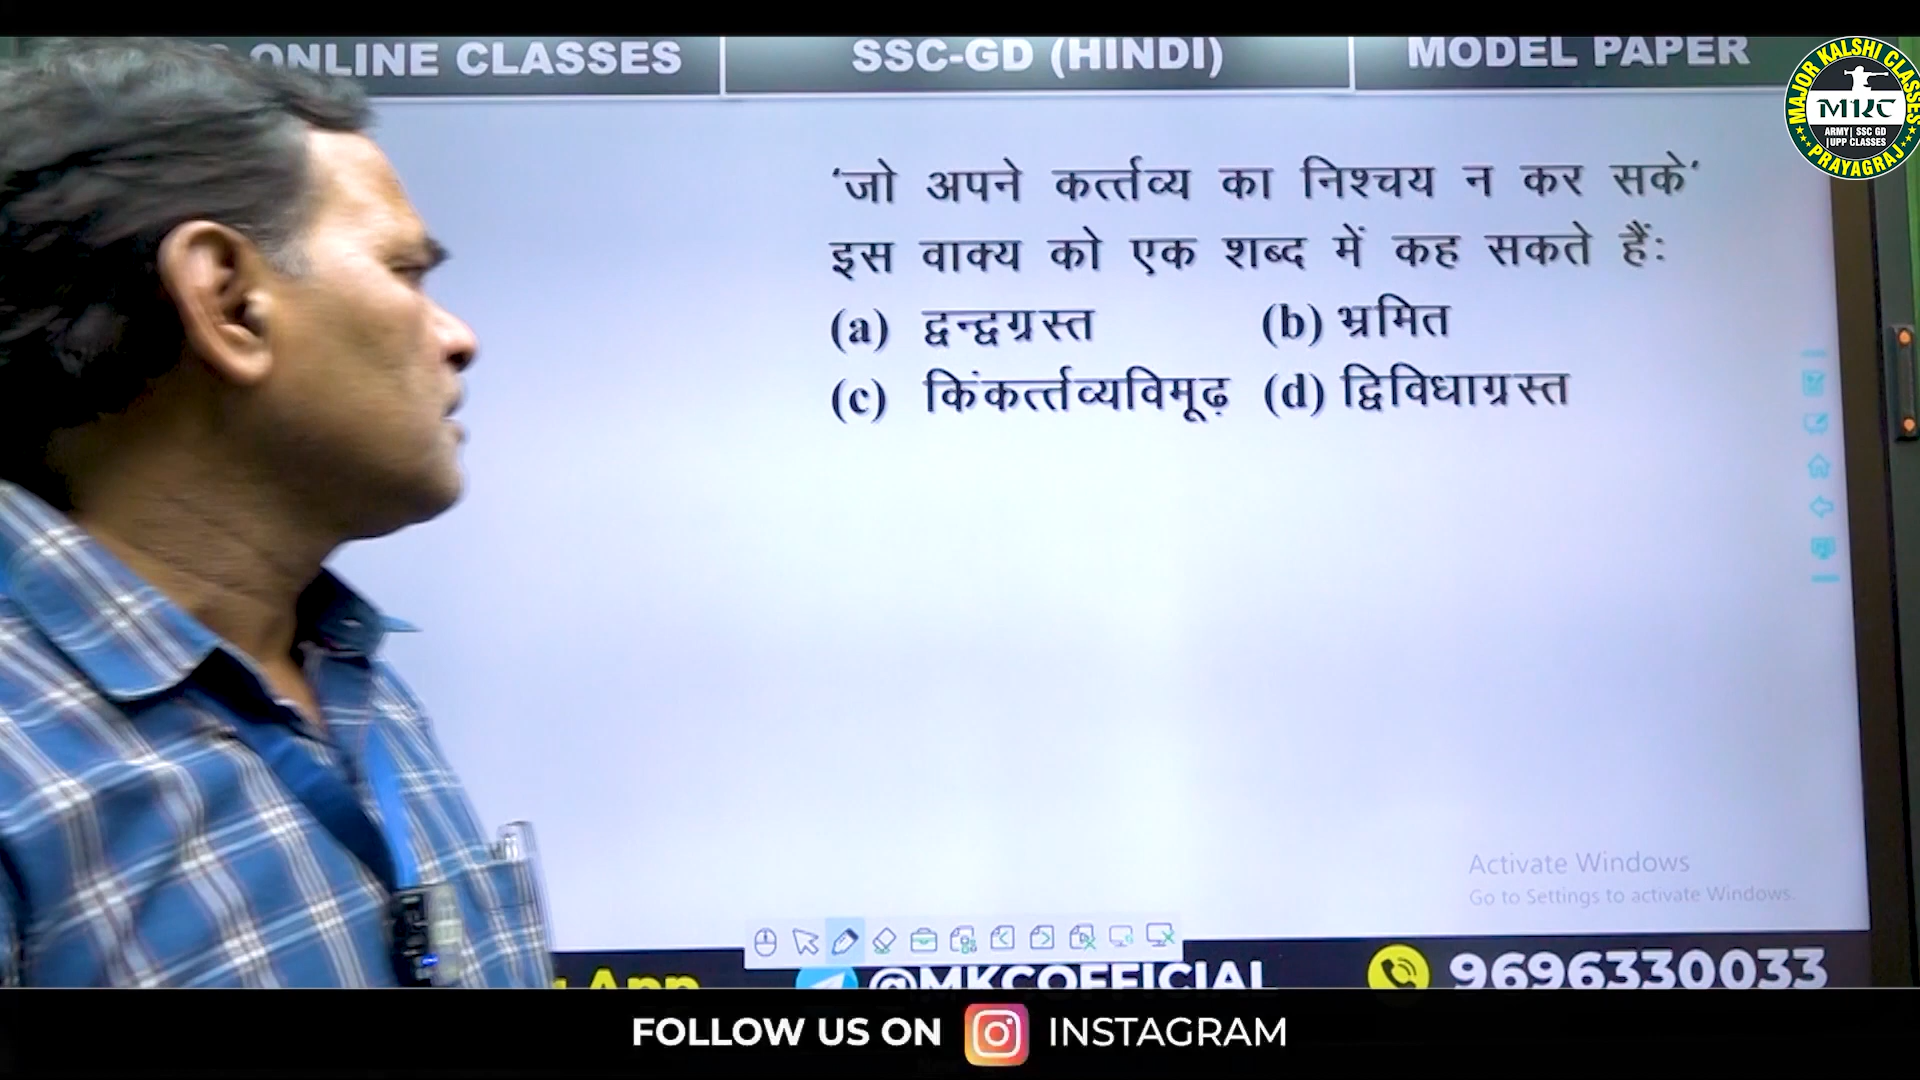 ONLINE CLASSES
SSC-GD (HINDI)
MODEL PAPER
MAJOR KALSHI CLASSES
MKC
ARMY| SSC GD
|UPP CLASSES
PRAYAGRAJ
'जो अपने कर्त्तव्य का निश्चय न कर सके'
इस वाक्य को एक शब्द में कह सकते हैंः
(a) द्वन्द्वग्रस्त (b) भ्रमित
(c) किंकर्त्तव्यविमूढ़ (d) द्विविधाग्रस्त
Activate Windows
Go to Settings to activate Windows.
App
@MKCOFFICIAL
9696330033
FOLLOW US ON INSTAGRAM